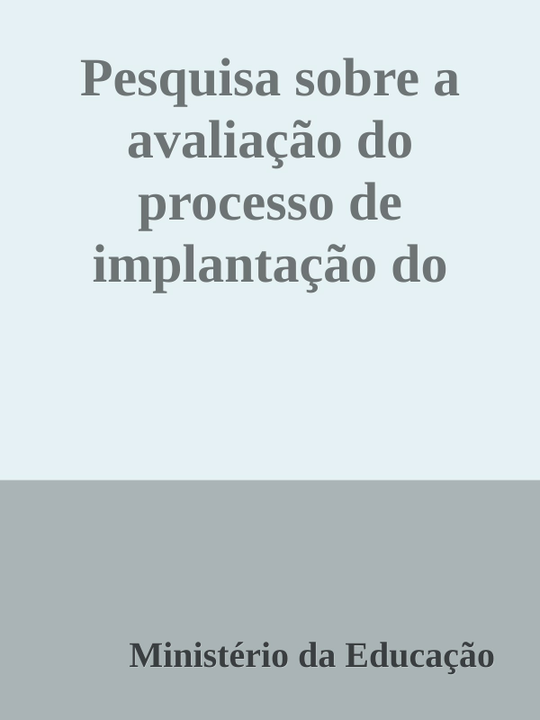 Pesquisa sobre a
avaliação do
processo de
implantação do
Ministério da Educação